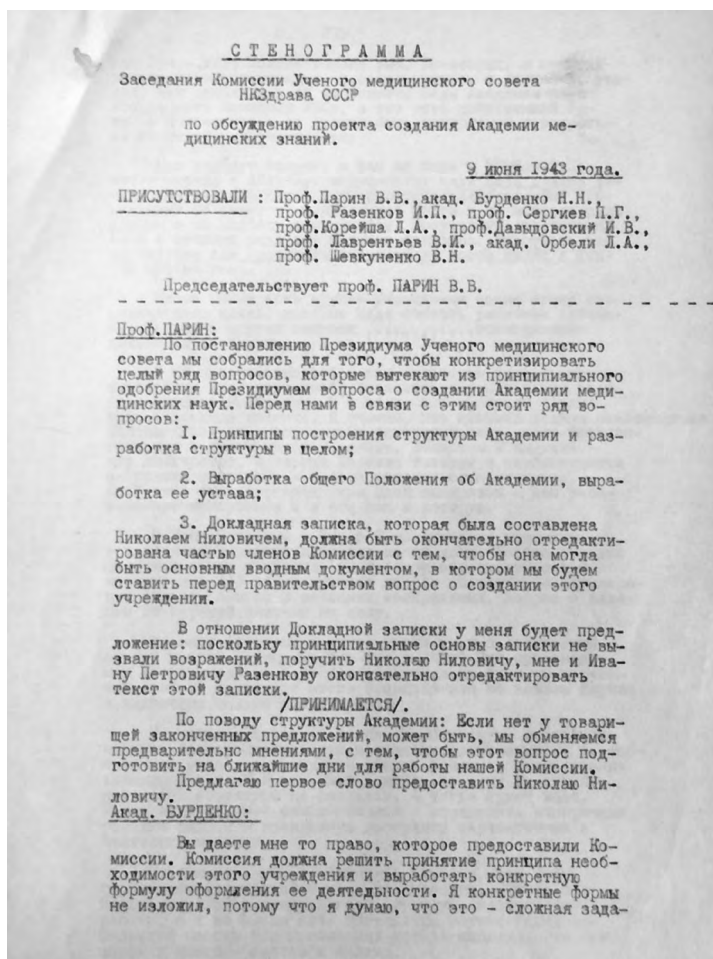 СТЕНОГРАММА
Заседания Комиссии Ученого медицинского совета
НКЗдрава СССР
по обсуждению проекта создания Академии ме-
дицинских знаний.
9 июня 1943 года.
ПРИСУТСТВОВАЛИ : Проф.Парин В.В.,акад. Бурденко Н.Н.,
проф. Разенков И.П., проф. Сергиев П.Г.,
проф.Корейша Л.А., проф.Давыдовский И.В.,
проф. Лаврентьев В.И., акад. Орбели Л.А.,
проф. Шевкуненко В.Н.
Председательствует проф. ПАРИН В.В.
Проф.ПАРИН:
По постановлению Президиума Ученого медицинского
совета мы собрались для того, чтобы конкретизировать
целый ряд вопросов, которые вытекают из принципиального
одобрения Президиумам вопроса о создании Академии меди-
цинских наук. Перед нами в связи с этим стоит ряд во-
просов:
1. Принципы построения структуры Академии и раз-
работка структуры в целом;
2. Выработка общего Положения об Академии, выра-
ботка ее устава;
3. Докладная записка, которая была составлена
Николаем Ниловичем, должна быть окончательно отредакти-
рована частью членов Комиссии с тем, чтобы она могла
быть основным вводным документом, в котором мы будем
ставить перед правительством вопрос о создании этого
учреждения.
В отношении Докладной записки у меня будет пред-
ложение: поскольку принципиальные основы записки не вы-
звали возражений, поручить Николаю Ниловичу, мне и Ива-
ну Петровичу Разенкову окончательно отредактировать
текст этой записки.
/ПРИНИМАЕТСЯ/.
По поводу структуры Академии: Если нет у товари-
щей законченных предложений, может быть, мы обменяемся
предварительнс мнениями, с тем, чтобы этот вопрос под-
готовить на ближайшие дни для работы нашей Комиссии.
Предлагаю первое слово предоставить Николаю Ни-
ловичу.
Акад. БУРДЕНКО:
Вы даете мне то право, которое предоставили Ко-
миссии. Комиссия должна решить принятие принципа необ-
ходимости этого учреждения и выработать конкретную
формулу оформления ее деятельности. Я конкретные формы
не изложил, потому что я думаю, что это - сложная зада-